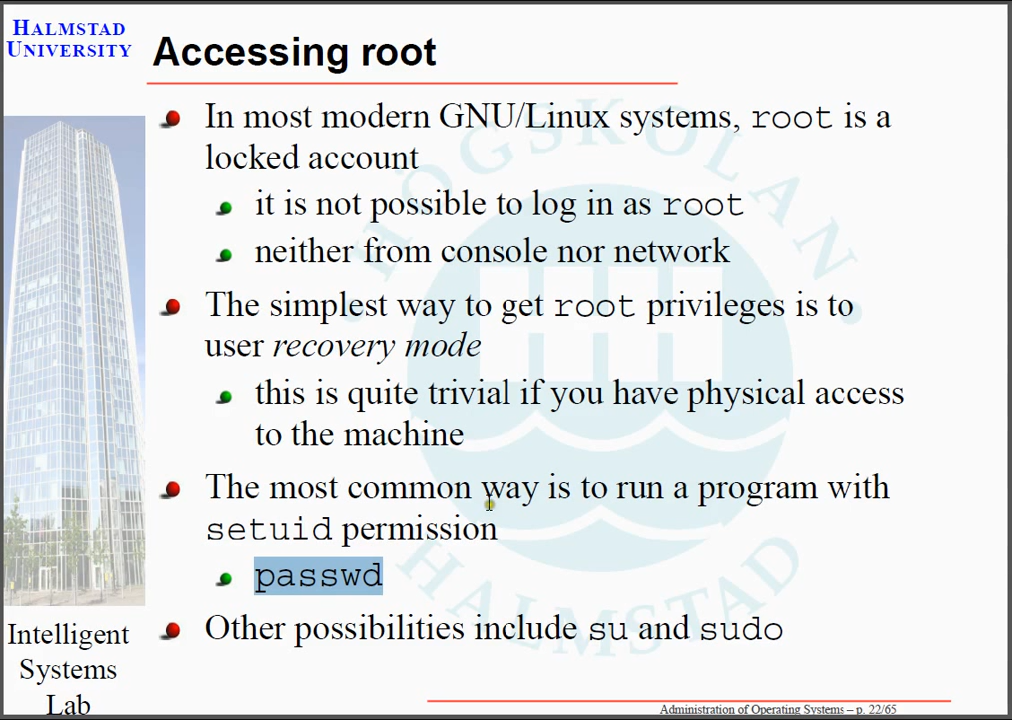 HALMSTAD
UNIVERSITY
Accessing root
In most modern GNU/Linux systems, root is a
locked account
it is not possible to log in as root
neither from console nor network
The simplest way to get root privileges is to
user recovery mode
this is quite trivial if you have physical access
to the machine
The most common way is to run a program with
setuid permission
passwd
Other possibilities include su and sudo
Intelligent
Systems
Lab
Administration of Operating Systems – p. 22/65
HÖGSKOLAN
HALMSTAD